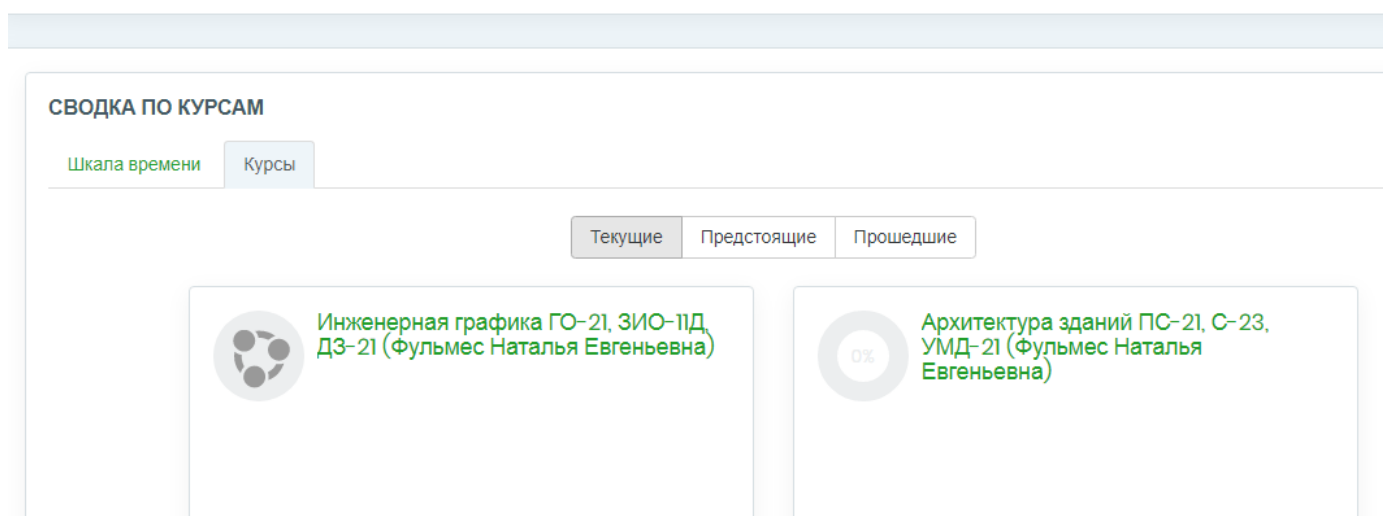 СВОДКА ПО КУРСАМ
Шкала времени Курсы
Текущие Предстоящие Прошедшие
Инженерная графика ГО-21, ЗИО-11Д,
ДЗ-21 (Фульмес Наталья Евгеньевна)
0%
Архитектура зданий ПС-21, С-23,
УМД-21 (Фульмес Наталья
Евгеньевна)